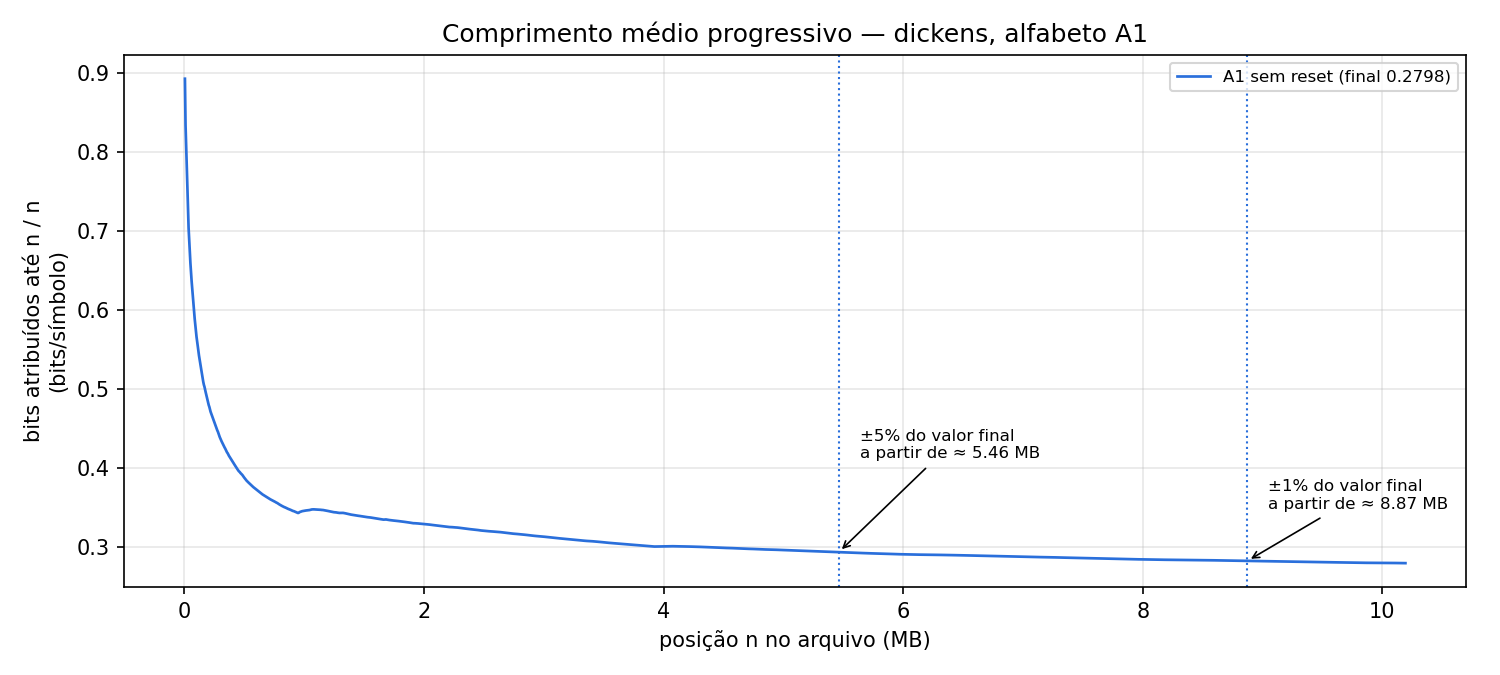 Comprimento médio progressivo — dickens, alfabeto A1
A1 sem reset (final 0.2798)
bits atribuídos até n / n
(bits/símbolo)
0.9
0.8
0.7
0.6
0.5
0.4
0.3
±5% do valor final
a partir de ≈ 5.46 MB
±1% do valor final
a partir de ≈ 8.87 MB
0 2 4 6 8 10
posição n no arquivo (MB)